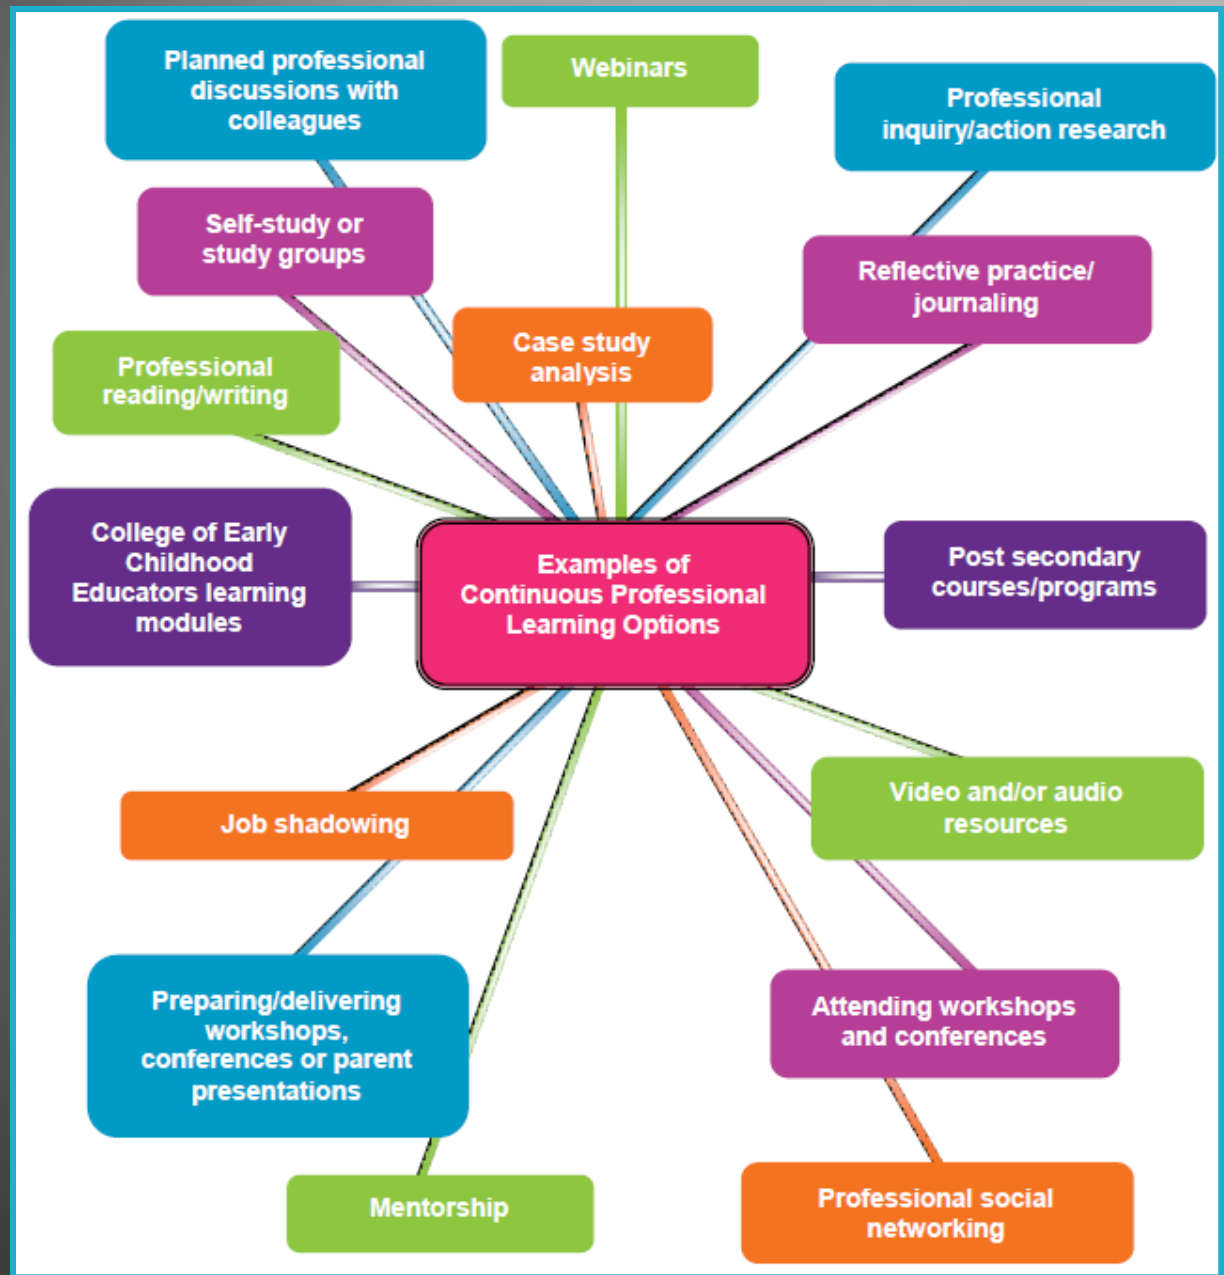 Planned professional
discussions with
colleagues
Webinars
Professional
inquiry/action research
Self-study or
study groups
Reflective practice/
journaling
Case study
analysis
Professional
reading/writing
College of Early
Childhood
Educators learning
modules
Examples of
Continuous Professional
Learning Options
Post secondary
courses/programs
Job shadowing
Video and/or audio
resources
Preparing/delivering
workshops,
conferences or parent
presentations
Attending workshops
and conferences
Mentorship
Professional social
networking